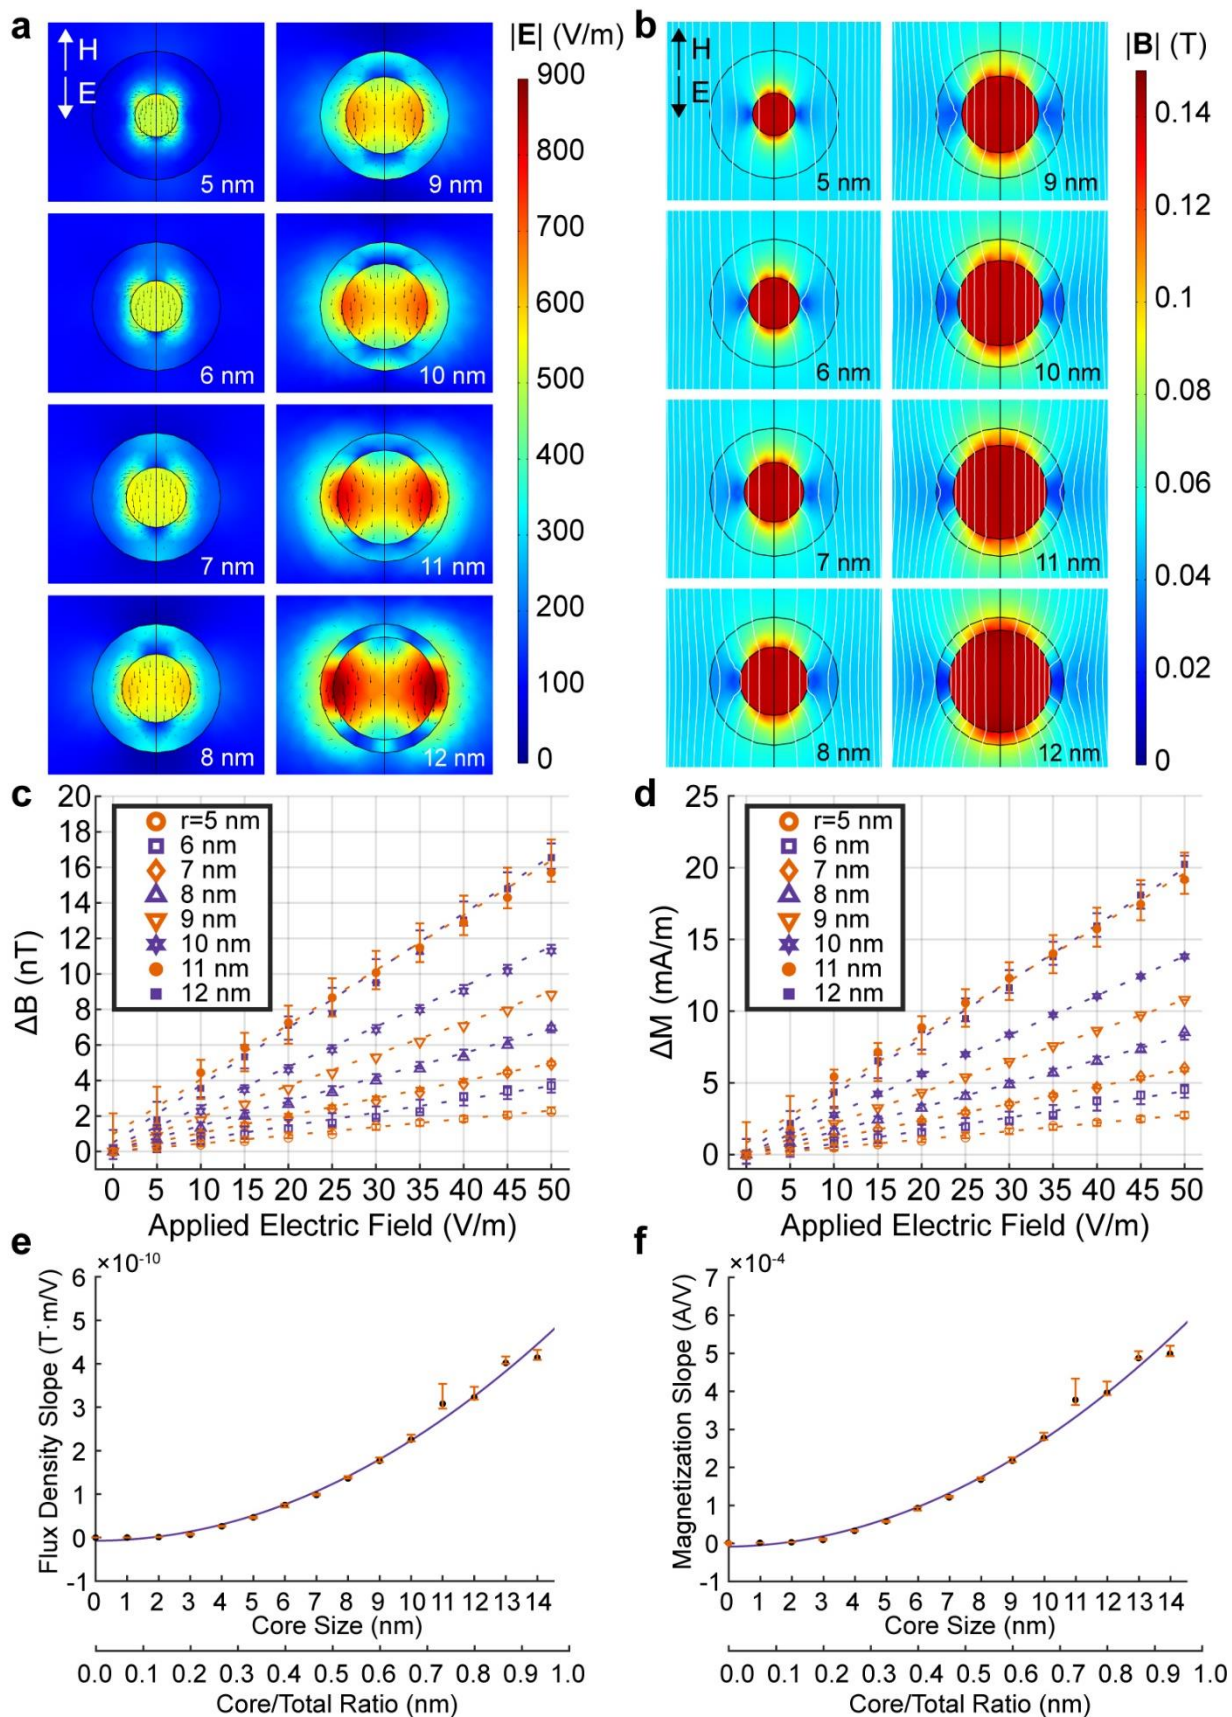 a
H
E
5 nm
9 nm
6 nm
10 nm
7 nm
11 nm
8 nm
12 nm
|E| (V/m)
900
800
700
600
500
400
300
200
100
0
b
H
E
5 nm
9 nm
6 nm
10 nm
7 nm
11 nm
8 nm
12 nm
|B| (T)
0.14
0.12
0.1
0.08
0.06
0.04
0.02
0
c
20
18
16
14
12
10
8
6
4
2
0
ΔB (nT)
r=5 nm
6 nm
7 nm
8 nm
9 nm
10 nm
11 nm
12 nm
0 5 10 15 20 25 30 35 40 45 50
Applied Electric Field (V/m)
d
25
20
15
10
5
0
ΔM (mA/m)
r=5 nm
6 nm
7 nm
8 nm
9 nm
10 nm
11 nm
12 nm
0 5 10 15 20 25 30 35 40 45 50
Applied Electric Field (V/m)
e
×10⁻¹⁰
6
5
4
3
2
1
0
-1
Flux Density Slope (T·m/V)
0 1 2 3 4 5 6 7 8 9 10 11 12 13 14
Core Size (nm)
0.0 0.1 0.2 0.3 0.4 0.5 0.6 0.7 0.8 0.9 1.0
Core/Total Ratio (nm)
f
×10⁻⁴
7
6
5
4
3
2
1
0
-1
Magnetization Slope (A/V)
0 1 2 3 4 5 6 7 8 9 10 11 12 13 14
Core Size (nm)
0.0 0.1 0.2 0.3 0.4 0.5 0.6 0.7 0.8 0.9 1.0
Core/Total Ratio (nm)